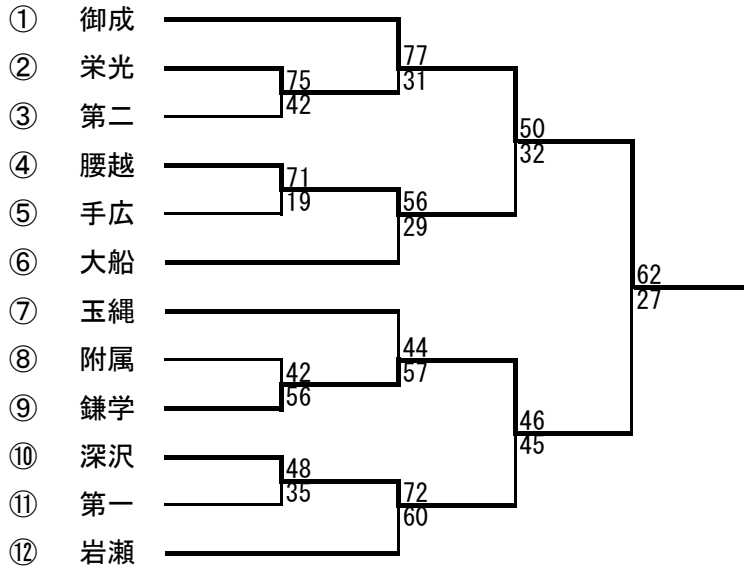 ① 御成
② 栄光
③ 第二
④ 腰越
⑤ 手広
⑥ 大船
⑦ 玉縄
⑧ 附属
⑨ 鎌学
⑩ 深沢
⑪ 第一
⑫ 岩瀬
75
42
71
19
42
56
48
35
77
31
56
29
44
57
72
60
50
32
46
45
62
27